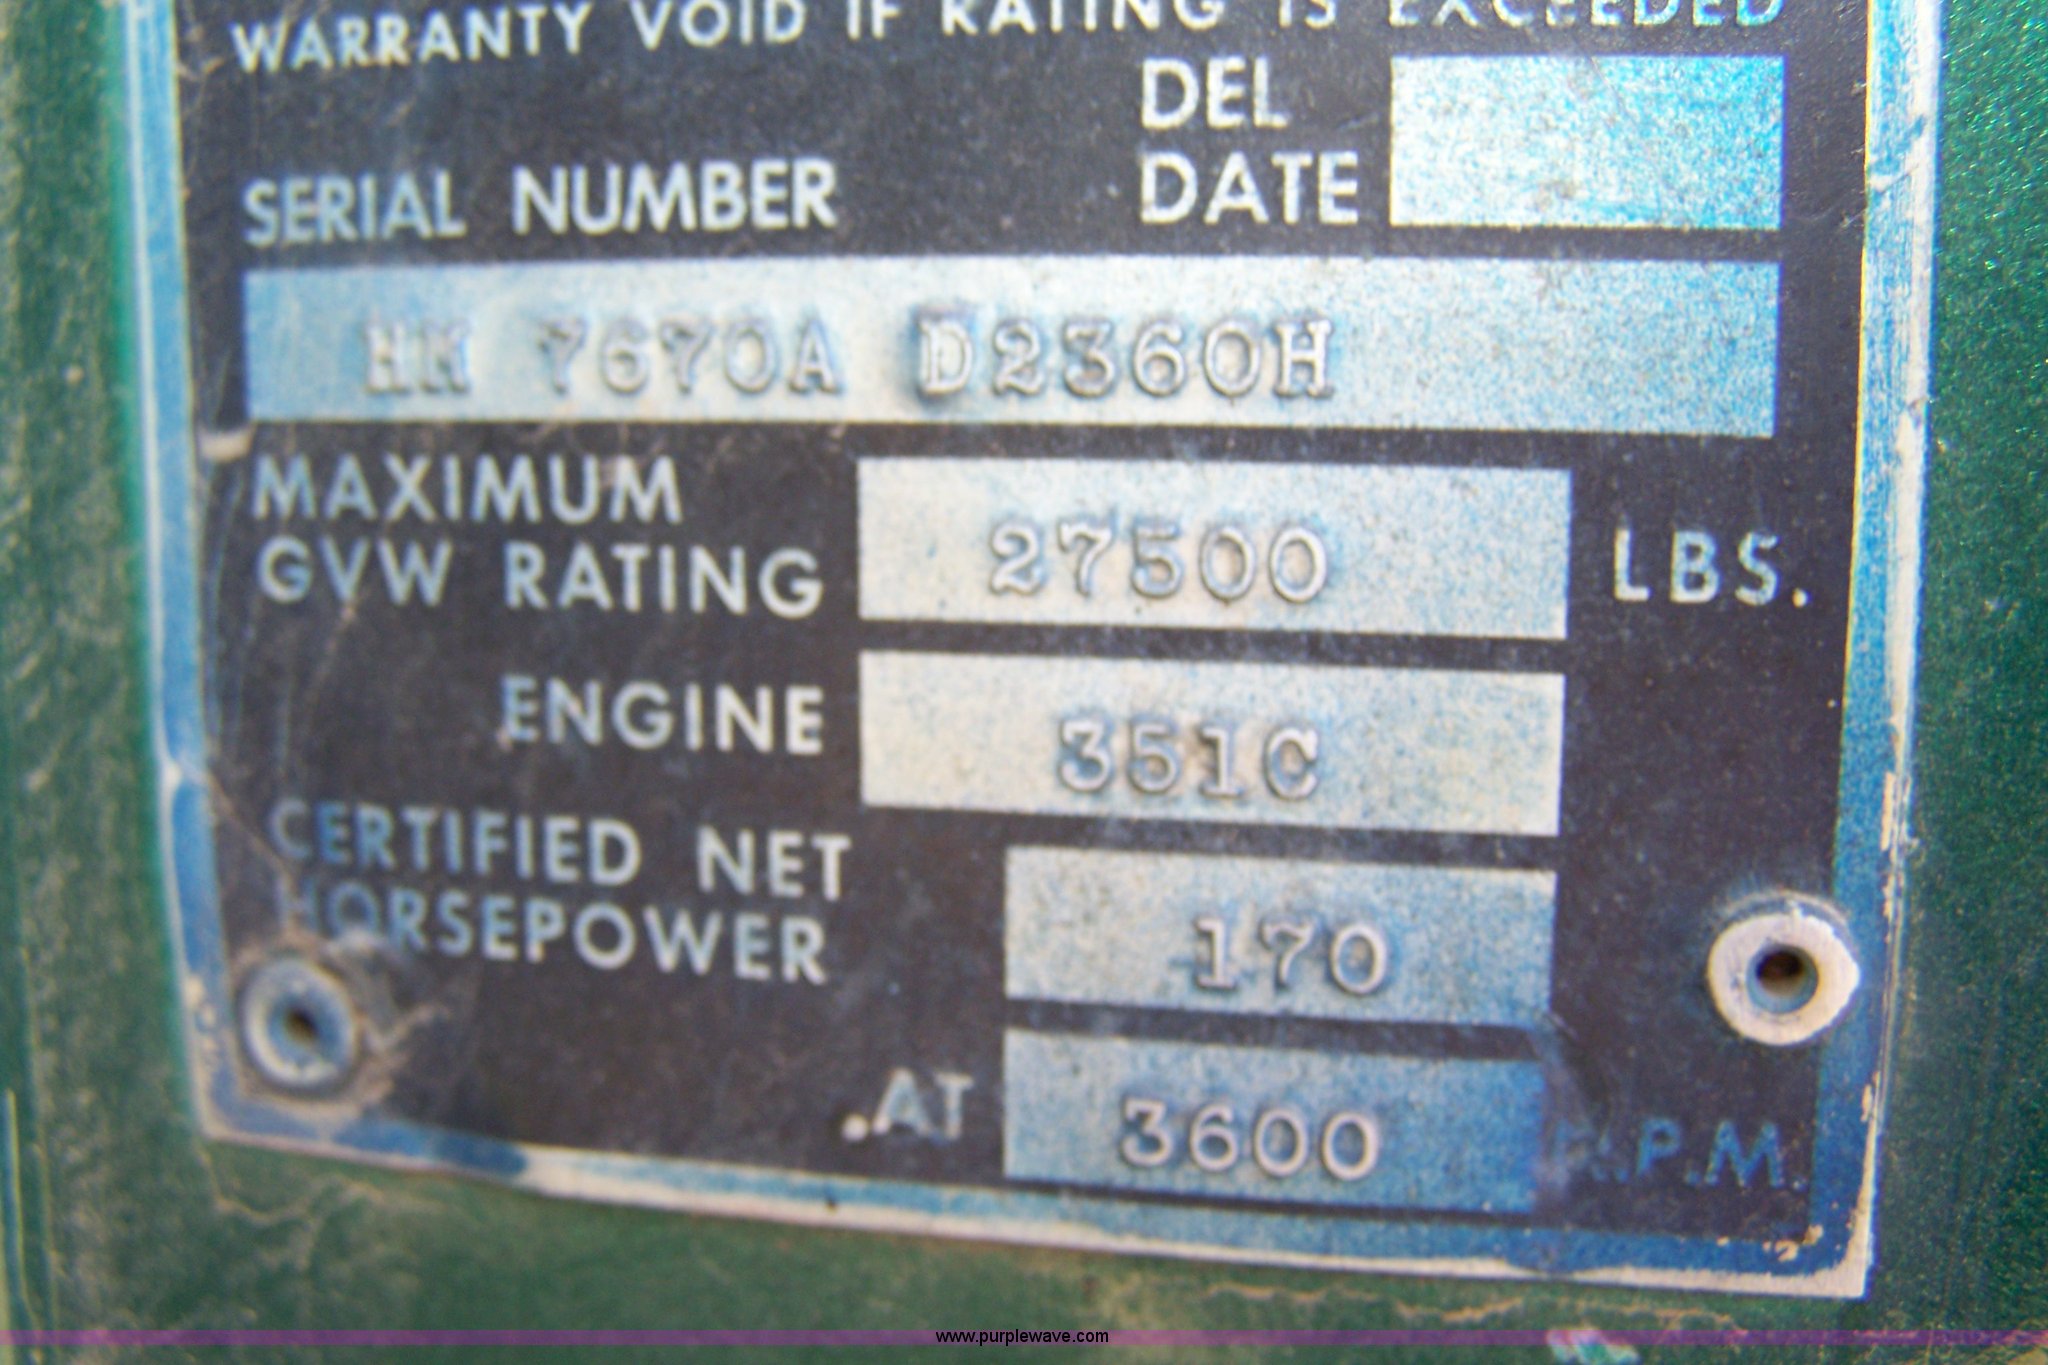 WARRANTY VOID IF RATING IS EXCEEDED
DEL
DATE
SERIAL NUMBER
HM 7670A D2360H
MAXIMUM
GVW RATING 27500 LBS.
ENGINE 351C
CERTIFIED NET
HORSEPOWER 170
.AT 3600 R.P.M.
www.purplewave.com